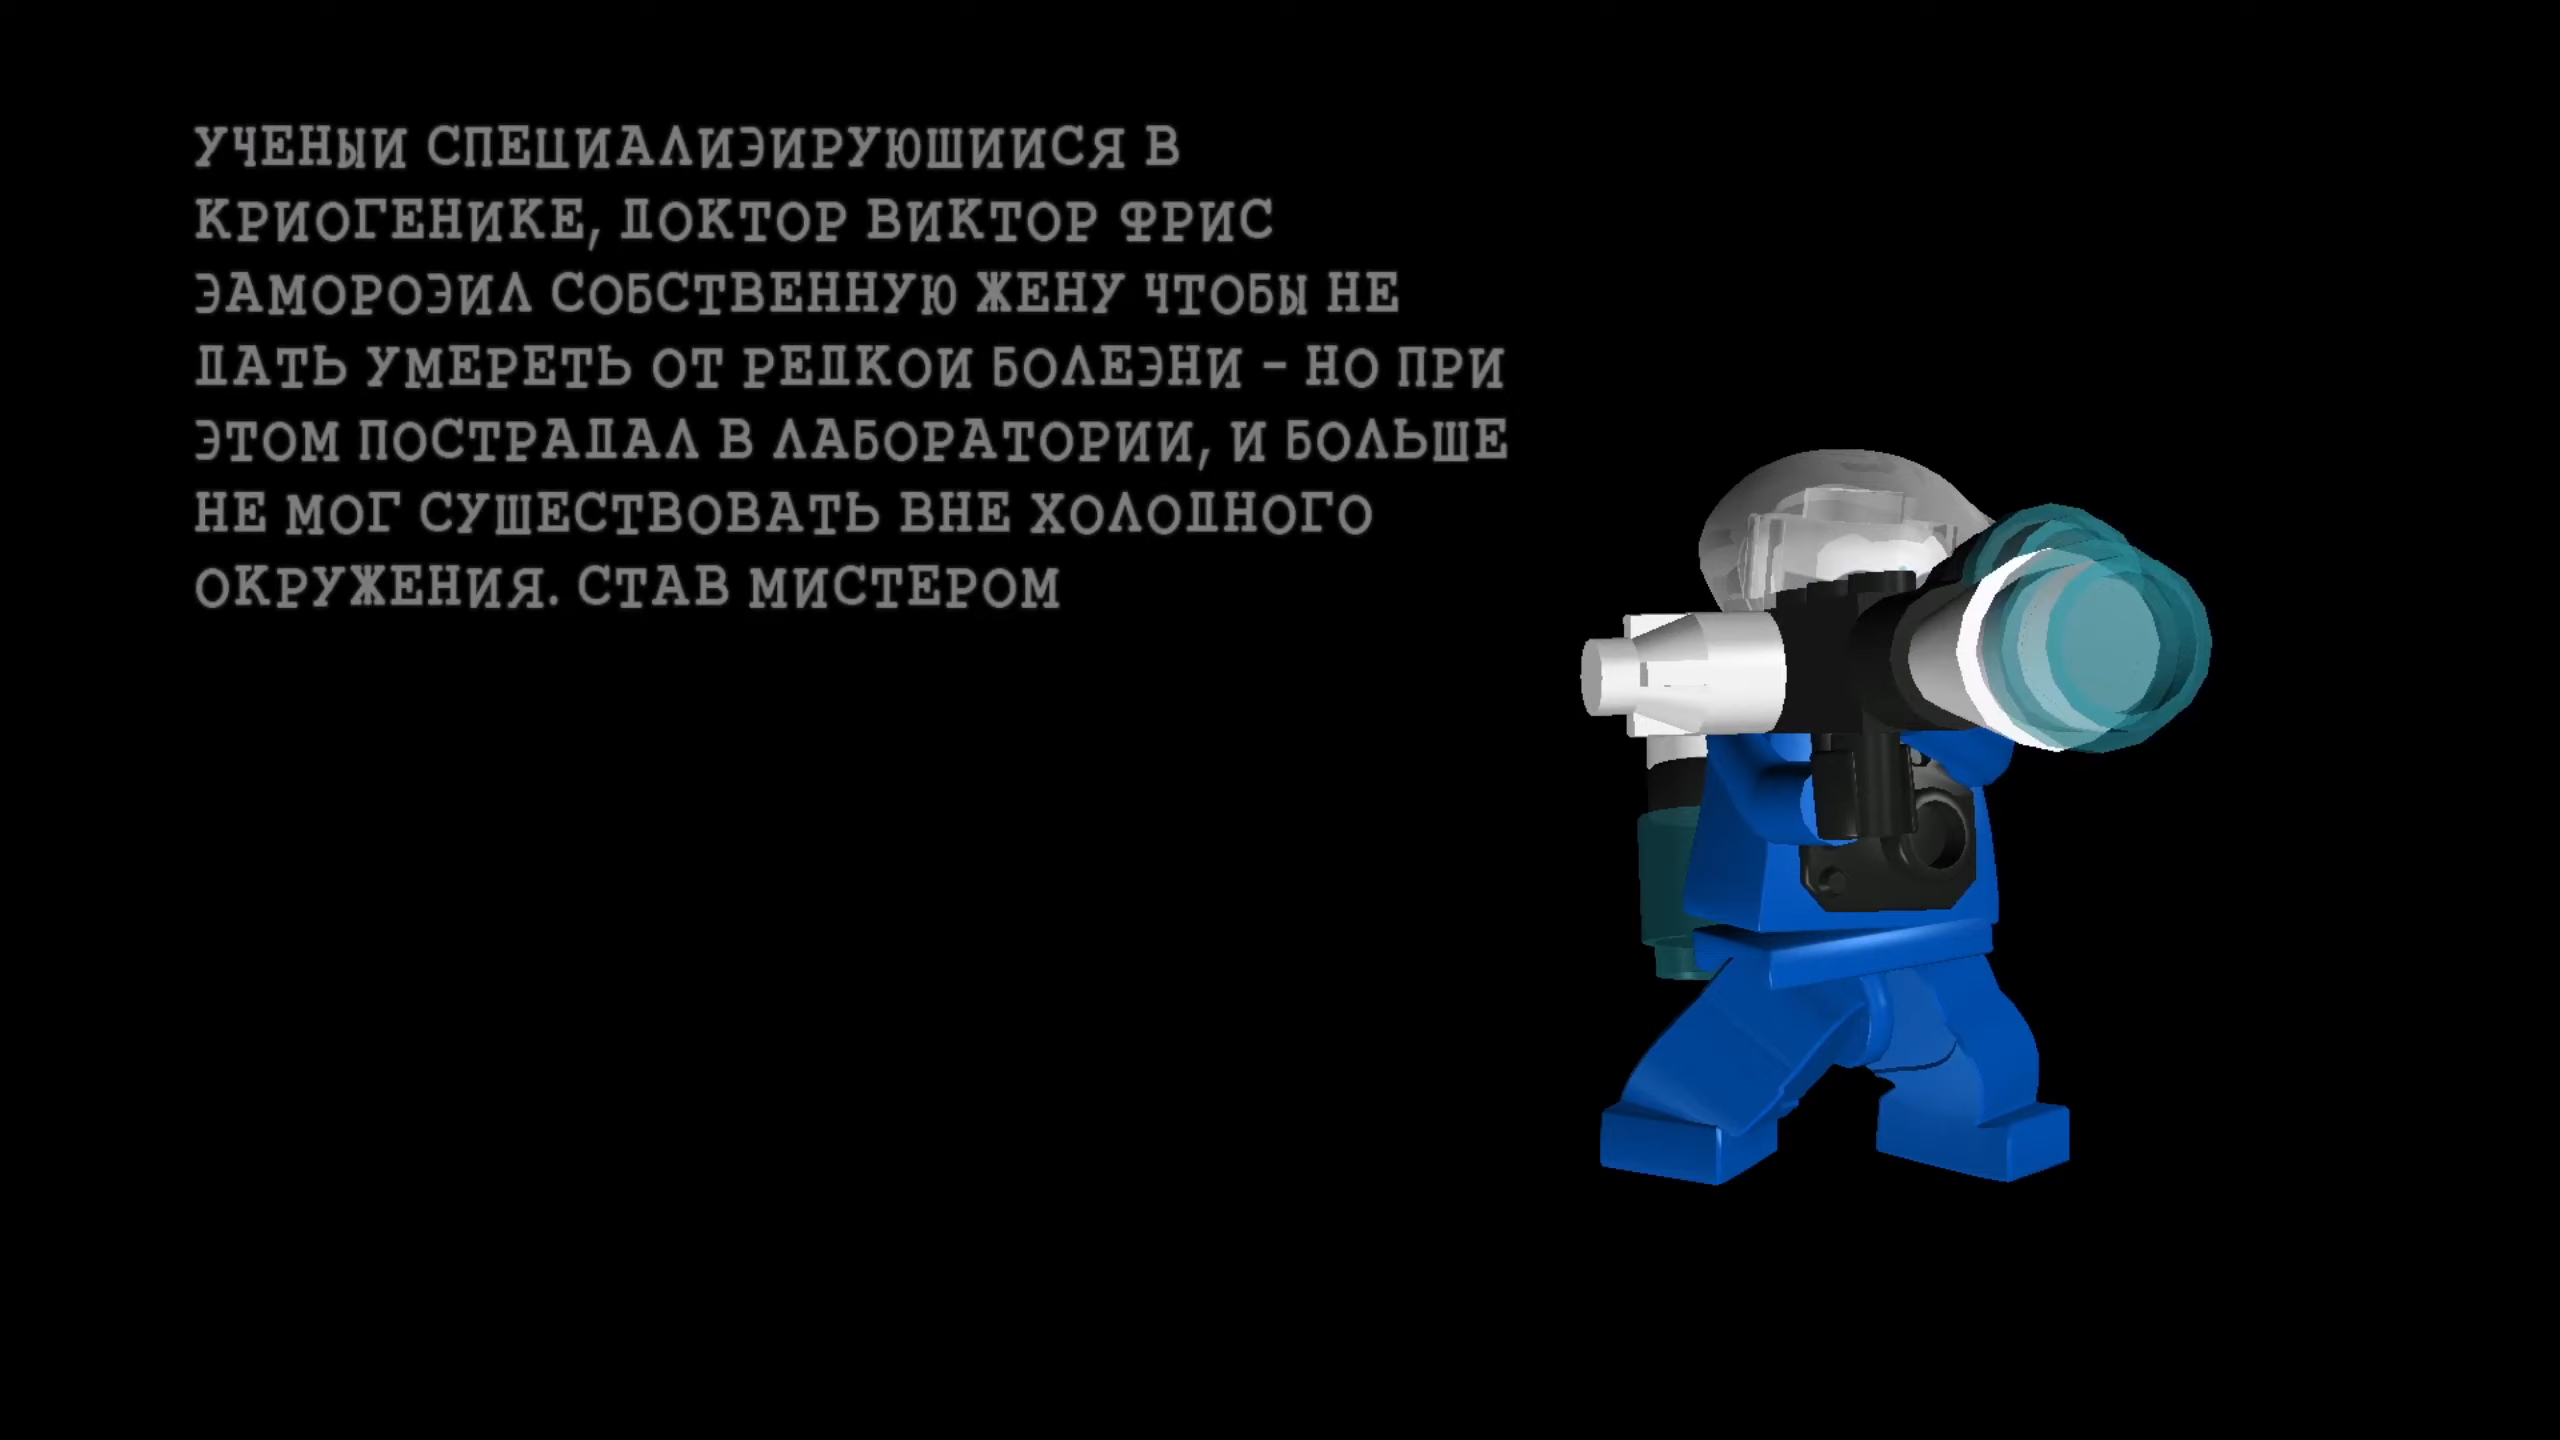 УЧЕНЫИ СПЕЦИАЛИЭИРУЮШИИСЯ В
КРИОГЕНИКЕ, ПОКТОР ВИКТОР ФРИС
ЭАМОРОЭИЛ СОБСТВЕННУЮ ЖЕНУ ЧТОБЫ НЕ
ПАТЬ УМЕРЕТЬ ОТ РЕПКОИ БОЛЕЭНИ - НО ПРИ
ЭТОМ ПОСТРАПАЛ В ЛАБОРАТОРИИ, И БОЛЬШЕ
НЕ МОГ СУШЕСТВОВАТЬ ВНЕ ХОЛОПНОГО
ОКРУЖЕНИЯ. СТАВ МИСТЕРОМ